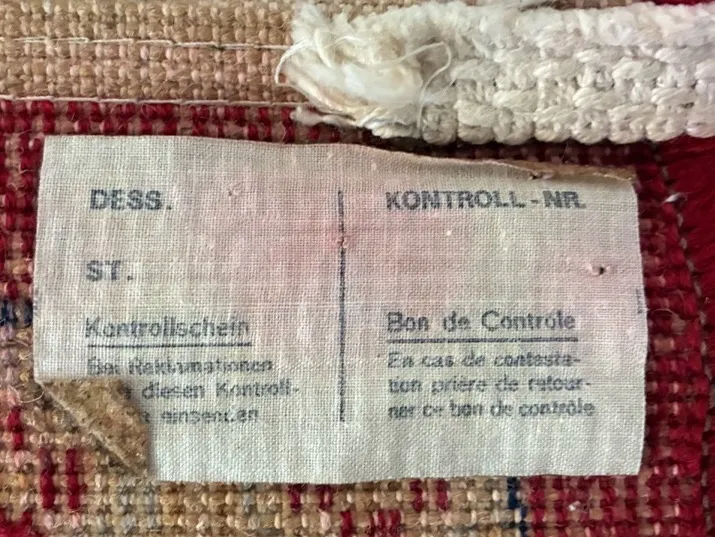 DESS.
KONTROLL-NR.
ST.
Kontrollschein
Bei Reklamationen
diesen Kontroll-
einsenden
Bon de Contrôle
En cas de contesta-
tion prière de retour-
ner ce bon de contrôle